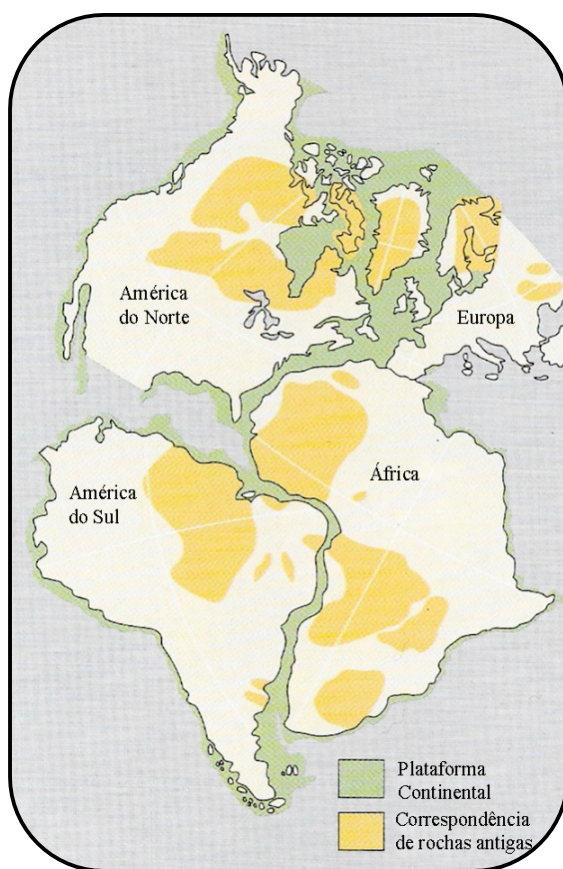 América
do Norte
Europa
América
do Sul
África
Plataforma
Continental
Correspondência
de rochas antigas